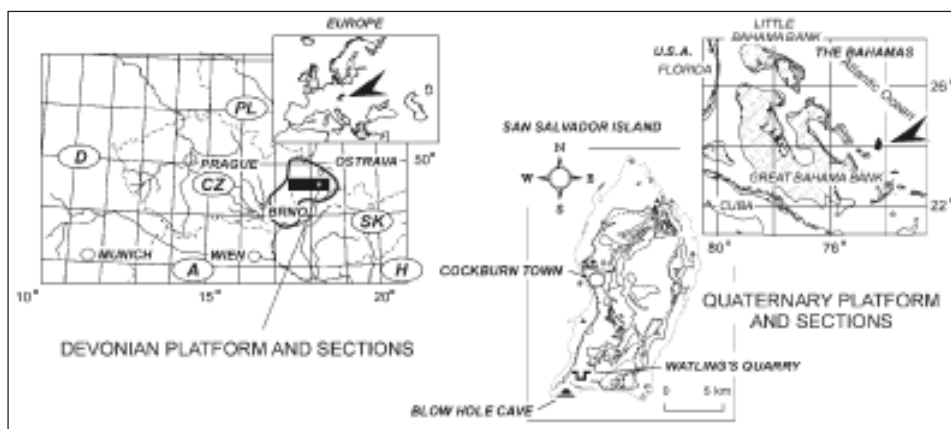 EUROPE
PL
D
PRAGUE
OSTRAVA
50°
CZ
BRNO
SK
MUNICH
WIEN
A
H
10°
15°
20°
DEVONIAN PLATFORM AND SECTIONS
LITTLE
BAHAMA BANK
U.S.A.
THE BAHAMAS
FLORIDA
Atlantic Ocean
26°
GREAT BAHAMA BANK
CUBA
22°
80°
76°
SAN SALVADOR ISLAND
N
W
E
S
COCKBURN TOWN
QUATERNARY PLATFORM
AND SECTIONS
WATLING'S QUARRY
0 5 km
BLOW HOLE CAVE